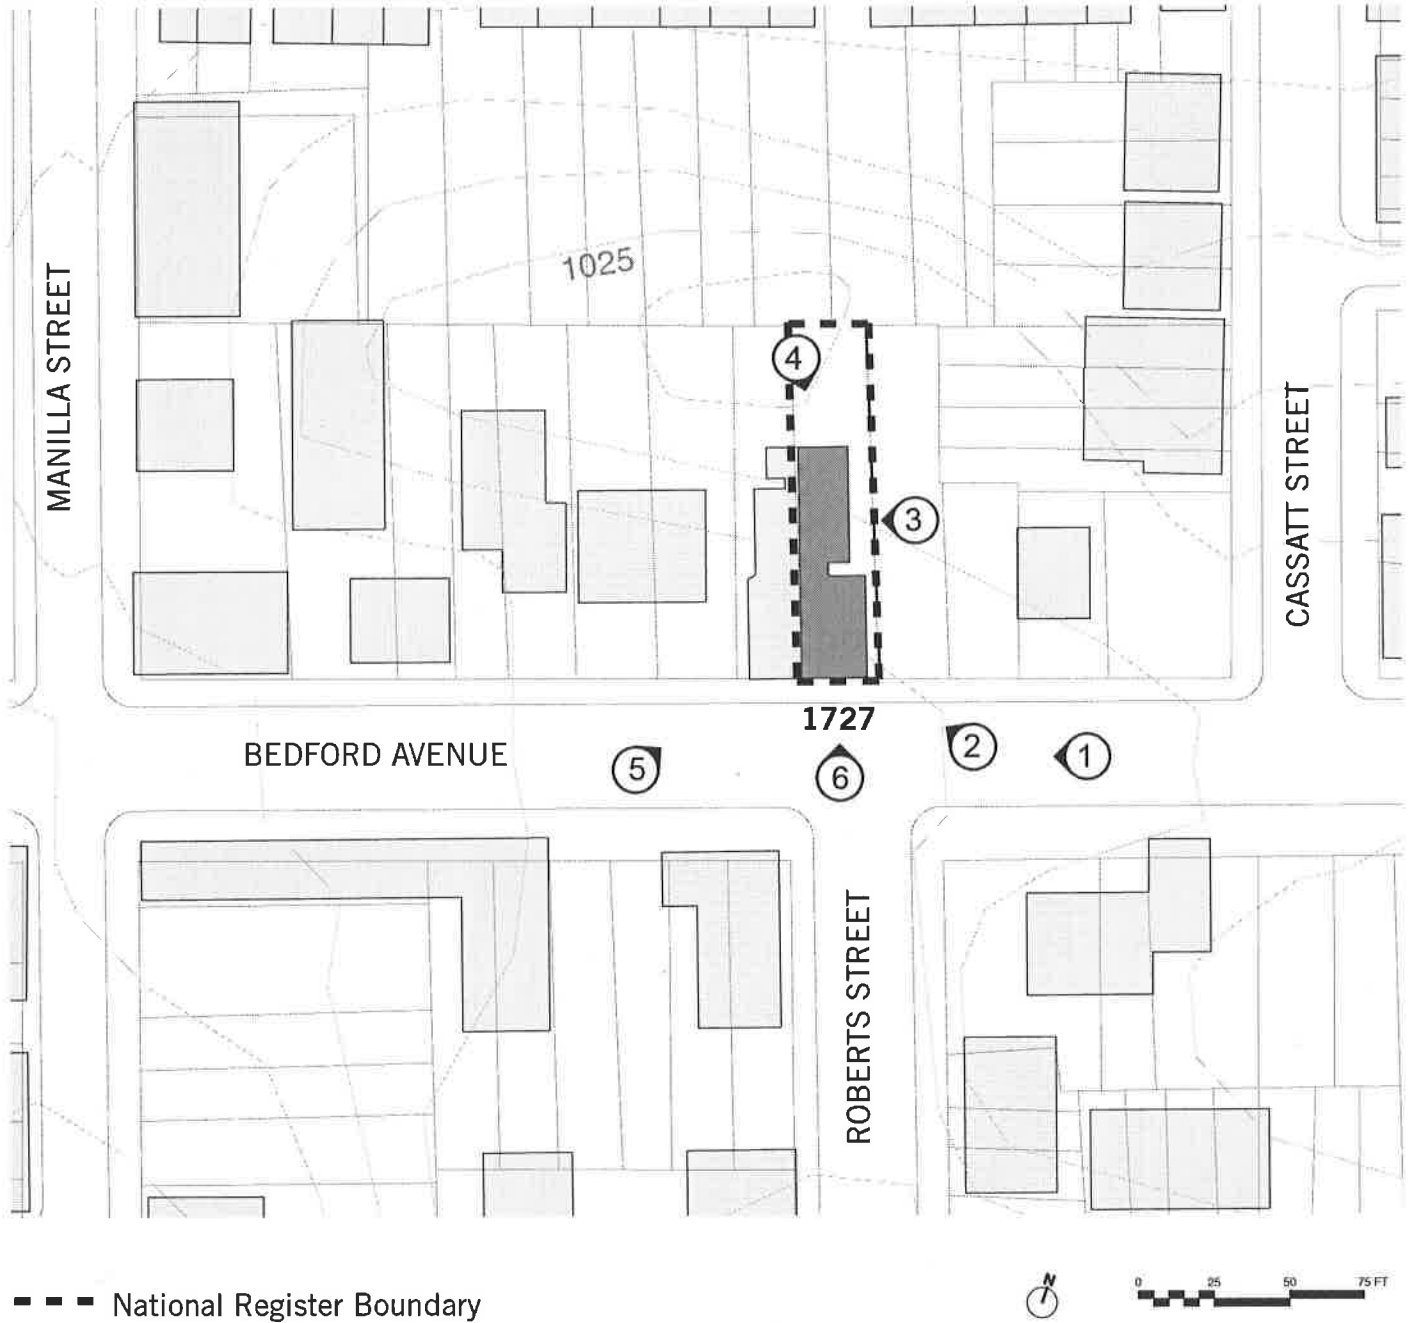 1025
MANILLA STREET
4
CASSATT STREET
3
1727
BEDFORD AVENUE
5
6
2
1
ROBERTS STREET
N
0 25 50 75 FT
National Register Boundary